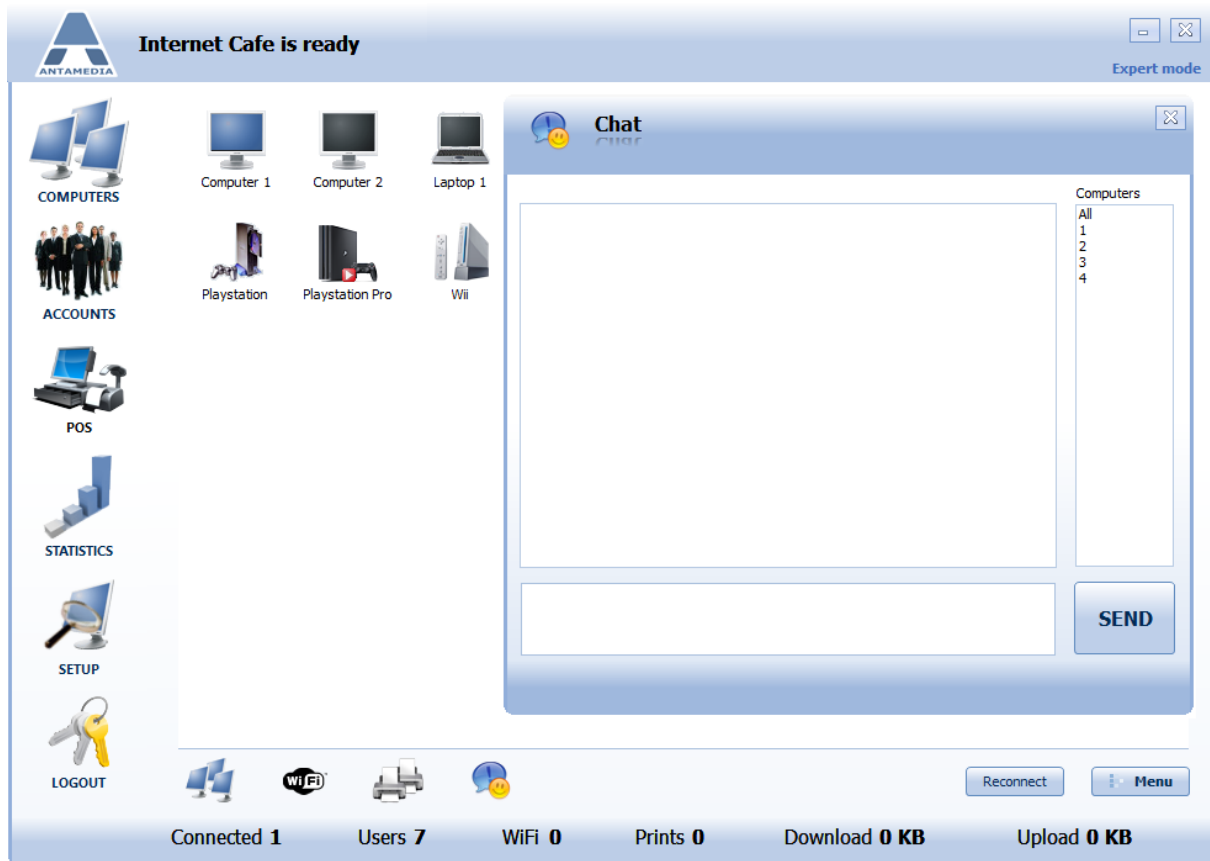 Internet Cafe is ready
ANTAMEDIA
Expert mode
COMPUTERS
ACCOUNTS
POS
STATISTICS
SETUP
LOGOUT
Computer 1
Computer 2
Laptop 1
Playstation
Playstation Pro
Wii
Chat
Computers
All
1
2
3
4
SEND
WiFi
Reconnect
Menu
Connected 1 Users 7 WiFi 0 Prints 0 Download 0 KB Upload 0 KB